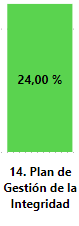 24,00 %
14. Plan de
Gestión de la
Integridad